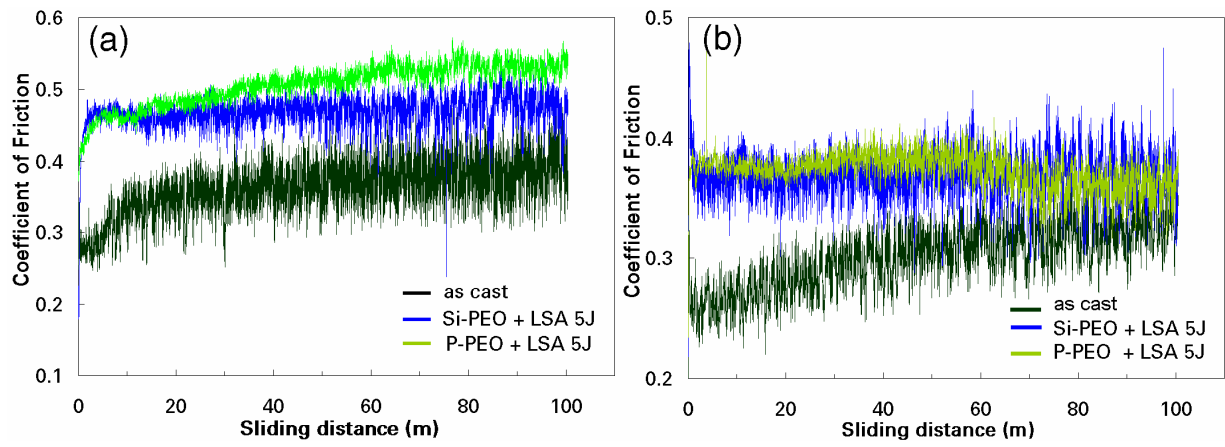 (a)
Coefficient of Friction
0.6
0.5
0.4
0.3
0.2
0.1
0
20
40
60
80
100
Sliding distance (m)
as cast
Si-PEO + LSA 5J
P-PEO + LSA 5J
(b)
Coefficient of Friction
0.5
0.4
0.3
0.2
0
20
40
60
80
100
Sliding distance (m)
as cast
Si-PEO + LSA 5J
P-PEO + LSA 5J